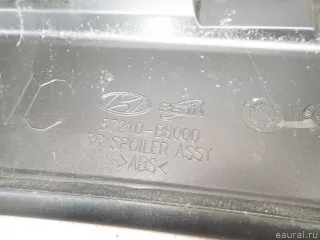 87210-B8000
RR SPOILER ASSY
>ABS<
© eaural.ru